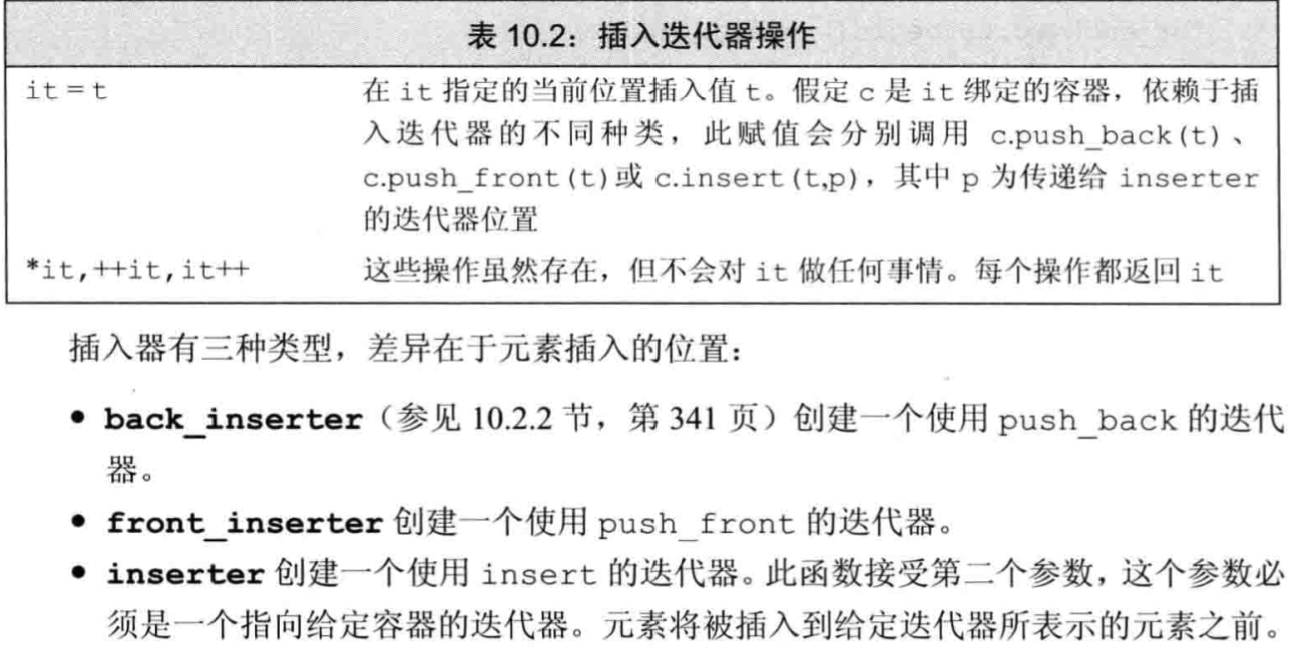 表 10.2：插入迭代器操作
it = t 在 it 指定的当前位置插入值 t。假定 c 是 it 绑定的容器，依赖于插
入迭代器的不同种类，此赋值会分别调用 c.push_back(t)、
c.push_front(t)或 c.insert(t,p)，其中 p 为传递给 inserter
的迭代器位置
*it,++it,it++ 这些操作虽然存在，但不会对 it 做任何事情。每个操作都返回 it
插入器有三种类型，差异在于元素插入的位置：
• back_inserter（参见 10.2.2 节，第 341 页）创建一个使用 push_back 的迭代
器。
• front_inserter 创建一个使用 push_front 的迭代器。
• inserter 创建一个使用 insert 的迭代器。此函数接受第二个参数，这个参数必
须是一个指向给定容器的迭代器。元素将被插入到给定迭代器所表示的元素之前。